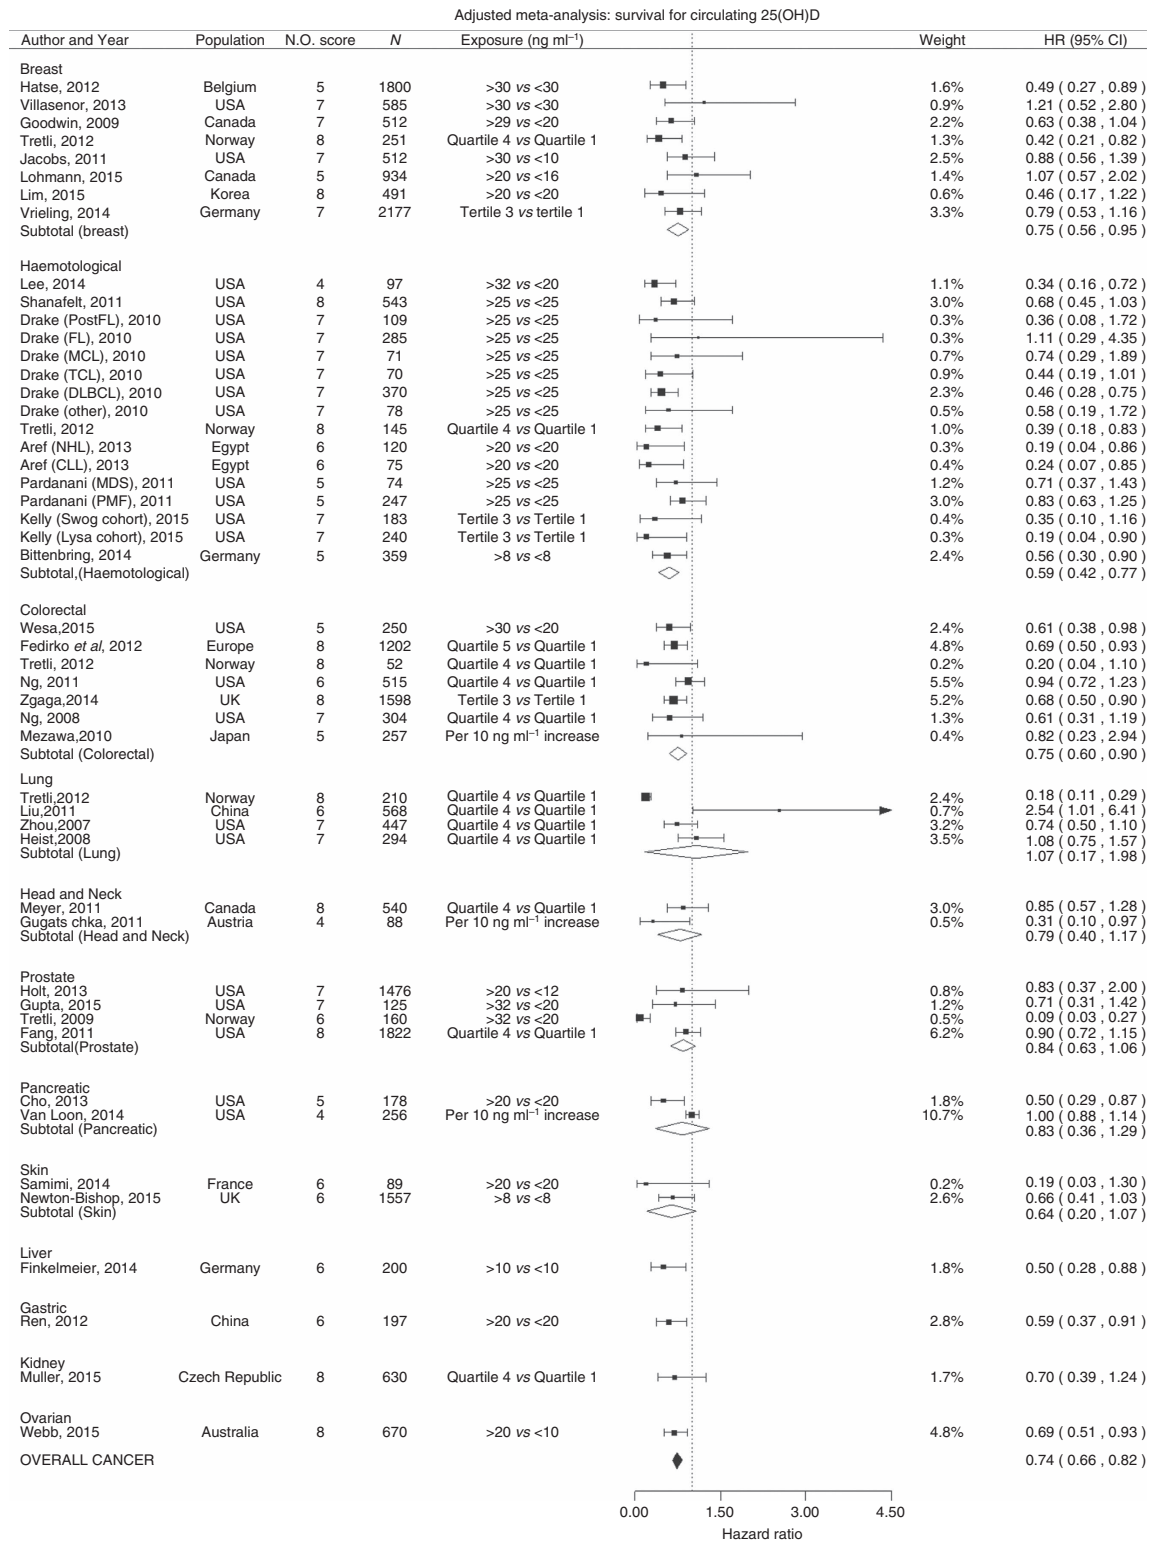 Adjusted meta-analysis: survival for circulating 25(OH)D
Author and Year Population N.O. score N Exposure (ng ml⁻¹) Weight HR (95% CI)
Breast
Hatse, 2012 Belgium 5 1800 >30 vs <30 1.6% 0.49 ( 0.27 , 0.89 )
Villasenor, 2013 USA 7 585 >30 vs <30 0.9% 1.21 ( 0.52 , 2.80 )
Goodwin, 2009 Canada 7 512 >29 vs <20 2.2% 0.63 ( 0.38 , 1.04 )
Tretli, 2012 Norway 8 251 Quartile 4 vs Quartile 1 1.3% 0.42 ( 0.21 , 0.82 )
Jacobs, 2011 USA 7 512 >30 vs <10 2.5% 0.88 ( 0.56 , 1.39 )
Lohmann, 2015 Canada 5 934 >20 vs <16 1.4% 1.07 ( 0.57 , 2.02 )
Lim, 2015 Korea 8 491 >20 vs <20 0.6% 0.46 ( 0.17 , 1.22 )
Vrieling, 2014 Germany 7 2177 Tertile 3 vs tertile 1 3.3% 0.79 ( 0.53 , 1.16 )
Subtotal (breast) 0.75 ( 0.56 , 0.95 )
Haemotological
Lee, 2014 USA 4 97 >32 vs <20 1.1% 0.34 ( 0.16 , 0.72 )
Shanafelt, 2011 USA 8 543 >25 vs <25 3.0% 0.68 ( 0.45 , 1.03 )
Drake (PostFL), 2010 USA 7 109 >25 vs <25 0.3% 0.36 ( 0.08 , 1.72 )
Drake (FL), 2010 USA 7 285 >25 vs <25 0.3% 1.11 ( 0.29 , 4.35 )
Drake (MCL), 2010 USA 7 71 >25 vs <25 0.7% 0.74 ( 0.29 , 1.89 )
Drake (TCL), 2010 USA 7 70 >25 vs <25 0.9% 0.44 ( 0.19 , 1.01 )
Drake (DLBCL), 2010 USA 7 370 >25 vs <25 2.3% 0.46 ( 0.28 , 0.75 )
Drake (other), 2010 USA 7 78 >25 vs <25 0.5% 0.58 ( 0.19 , 1.72 )
Tretli, 2012 Norway 8 145 Quartile 4 vs Quartile 1 1.0% 0.39 ( 0.18 , 0.83 )
Aref (NHL), 2013 Egypt 6 120 >20 vs <20 0.3% 0.19 ( 0.04 , 0.86 )
Aref (CLL), 2013 Egypt 6 75 >20 vs <20 0.4% 0.24 ( 0.07 , 0.85 )
Pardanani (MDS), 2011 USA 5 74 >25 vs <25 1.2% 0.71 ( 0.37 , 1.43 )
Pardanani (PMF), 2011 USA 5 247 >25 vs <25 3.0% 0.83 ( 0.63 , 1.25 )
Kelly (Swog cohort), 2015 USA 7 183 Tertile 3 vs Tertile 1 0.4% 0.35 ( 0.10 , 1.16 )
Kelly (Lysa cohort), 2015 USA 7 240 Tertile 3 vs Tertile 1 0.3% 0.19 ( 0.04 , 0.90 )
Bittenbring, 2014 Germany 5 359 >8 vs <8 2.4% 0.56 ( 0.30 , 0.90 )
Subtotal,(Haemotological) 0.59 ( 0.42 , 0.77 )
Colorectal
Wesa,2015 USA 5 250 >30 vs <20 2.4% 0.61 ( 0.38 , 0.98 )
Fedirko et al, 2012 Europe 8 1202 Quartile 5 vs Quartile 1 4.8% 0.69 ( 0.50 , 0.93 )
Tretli, 2012 Norway 8 52 Quartile 4 vs Quartile 1 0.2% 0.20 ( 0.04 , 1.10 )
Ng, 2011 USA 6 515 Quartile 4 vs Quartile 1 5.5% 0.94 ( 0.72 , 1.23 )
Zgaga,2014 UK 8 1598 Tertile 3 vs Tertile 1 5.2% 0.68 ( 0.50 , 0.90 )
Ng, 2008 USA 7 304 Quartile 4 vs Quartile 1 1.3% 0.61 ( 0.31 , 1.19 )
Mezawa,2010 Japan 5 257 Per 10 ng ml⁻¹ increase 0.4% 0.82 ( 0.23 , 2.94 )
Subtotal (Colorectal) 0.75 ( 0.60 , 0.90 )
Lung
Tretli,2012 Norway 8 210 Quartile 4 vs Quartile 1 2.4% 0.18 ( 0.11 , 0.29 )
Liu,2011 China 6 568 Quartile 4 vs Quartile 1 0.7% 2.54 ( 1.01 , 6.41 )
Zhou,2007 USA 7 447 Quartile 4 vs Quartile 1 3.2% 0.74 ( 0.50 , 1.10 )
Heist,2008 USA 7 294 Quartile 4 vs Quartile 1 3.5% 1.08 ( 0.75 , 1.57 )
Subtotal (Lung) 1.07 ( 0.17 , 1.98 )
Head and Neck
Meyer, 2011 Canada 8 540 Quartile 4 vs Quartile 1 3.0% 0.85 ( 0.57 , 1.28 )
Gugats chka, 2011 Austria 4 88 Per 10 ng ml⁻¹ increase 0.5% 0.31 ( 0.10 , 0.97 )
Subtotal (Head and Neck) 0.79 ( 0.40 , 1.17 )
Prostate
Holt, 2013 USA 7 1476 >20 vs <12 0.8% 0.83 ( 0.37 , 2.00 )
Gupta, 2015 USA 7 125 >32 vs <20 1.2% 0.71 ( 0.31 , 1.42 )
Tretli, 2009 Norway 6 160 >32 vs <20 0.5% 0.09 ( 0.03 , 0.27 )
Fang, 2011 USA 8 1822 Quartile 4 vs Quartile 1 6.2% 0.90 ( 0.72 , 1.15 )
Subtotal(Prostate) 0.84 ( 0.63 , 1.06 )
Pancreatic
Cho, 2013 USA 5 178 >20 vs <20 1.8% 0.50 ( 0.29 , 0.87 )
Van Loon, 2014 USA 4 256 Per 10 ng ml⁻¹ increase 10.7% 1.00 ( 0.88 , 1.14 )
Subtotal (Pancreatic) 0.83 ( 0.36 , 1.29 )
Skin
Samimi, 2014 France 6 89 >20 vs <20 0.2% 0.19 ( 0.03 , 1.30 )
Newton-Bishop, 2015 UK 6 1557 >8 vs <8 2.6% 0.66 ( 0.41 , 1.03 )
Subtotal (Skin) 0.64 ( 0.20 , 1.07 )
Liver
Finkelmeier, 2014 Germany 6 200 >10 vs <10 1.8% 0.50 ( 0.28 , 0.88 )
Gastric
Ren, 2012 China 6 197 >20 vs <20 2.8% 0.59 ( 0.37 , 0.91 )
Kidney
Muller, 2015 Czech Republic 8 630 Quartile 4 vs Quartile 1 1.7% 0.70 ( 0.39 , 1.24 )
Ovarian
Webb, 2015 Australia 8 670 >20 vs <10 4.8% 0.69 ( 0.51 , 0.93 )
OVERALL CANCER 0.74 ( 0.66 , 0.82 )
0.00 1.50 3.00 4.50
Hazard ratio